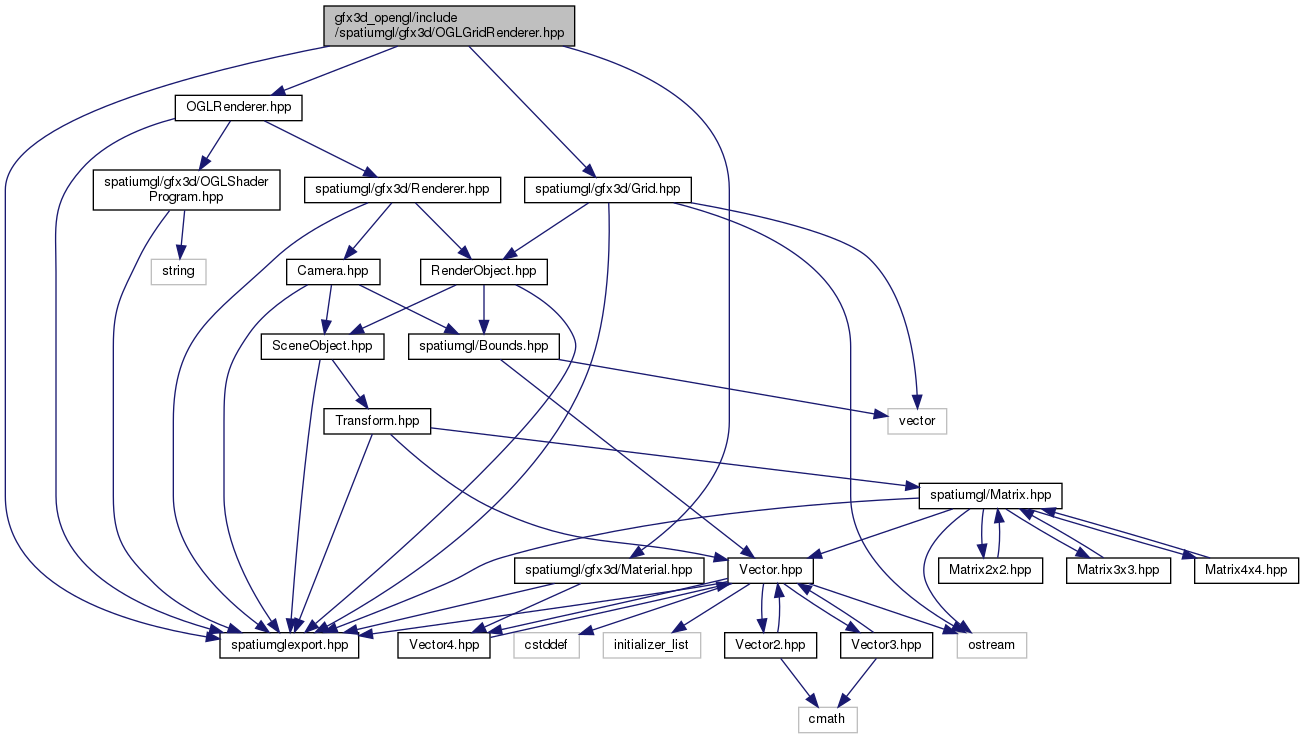 gfx3d_opengl/include
/spatiumgl/gfx3d/OGLGridRenderer.hpp
OGLRenderer.hpp
spatiumgl/gfx3d/OGLShader
Program.hpp
spatiumgl/gfx3d/Renderer.hpp
spatiumgl/gfx3d/Grid.hpp
string
Camera.hpp
RenderObject.hpp
SceneObject.hpp
spatiumgl/Bounds.hpp
Transform.hpp
vector
spatiumgl/Matrix.hpp
spatiumgl/gfx3d/Material.hpp
Vector.hpp
Matrix2x2.hpp
Matrix3x3.hpp
Matrix4x4.hpp
spatiumglexport.hpp
Vector4.hpp
cstddef
initializer_list
Vector2.hpp
Vector3.hpp
ostream
cmath